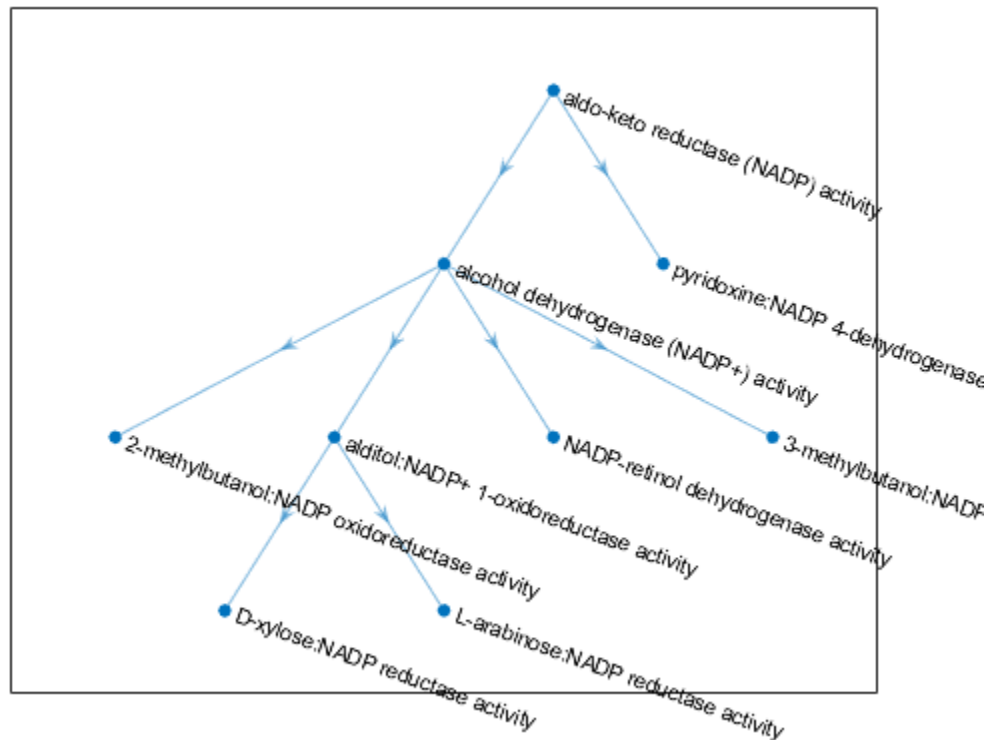 aldo-keto reductase (NADP) activity
alcohol dehydrogenase (NADP+) activity
pyridoxine:NADP 4-dehydrogenase
2-methylbutanol:NADP oxidoreductase activity
alditol:NADP+ 1-oxidoreductase activity
NADP-retinol dehydrogenase activity
3-methylbutanol:NADP
D-xylose:NADP reductase activity
L-arabinose:NADP reductase activity